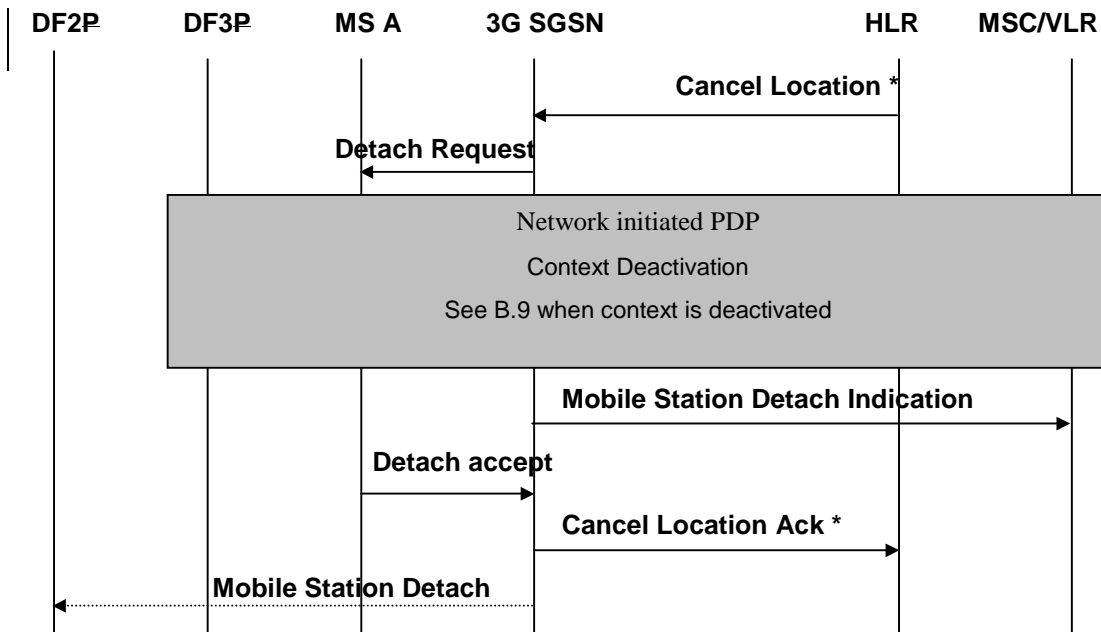 DF2P DF3P MS A 3G SGSN HLR MSC/VLR
Cancel Location *
Detach Request
Network initiated PDP
Context Deactivation
See B.9 when context is deactivated
Mobile Station Detach Indication
Detach accept
Cancel Location Ack *
Mobile Station Detach